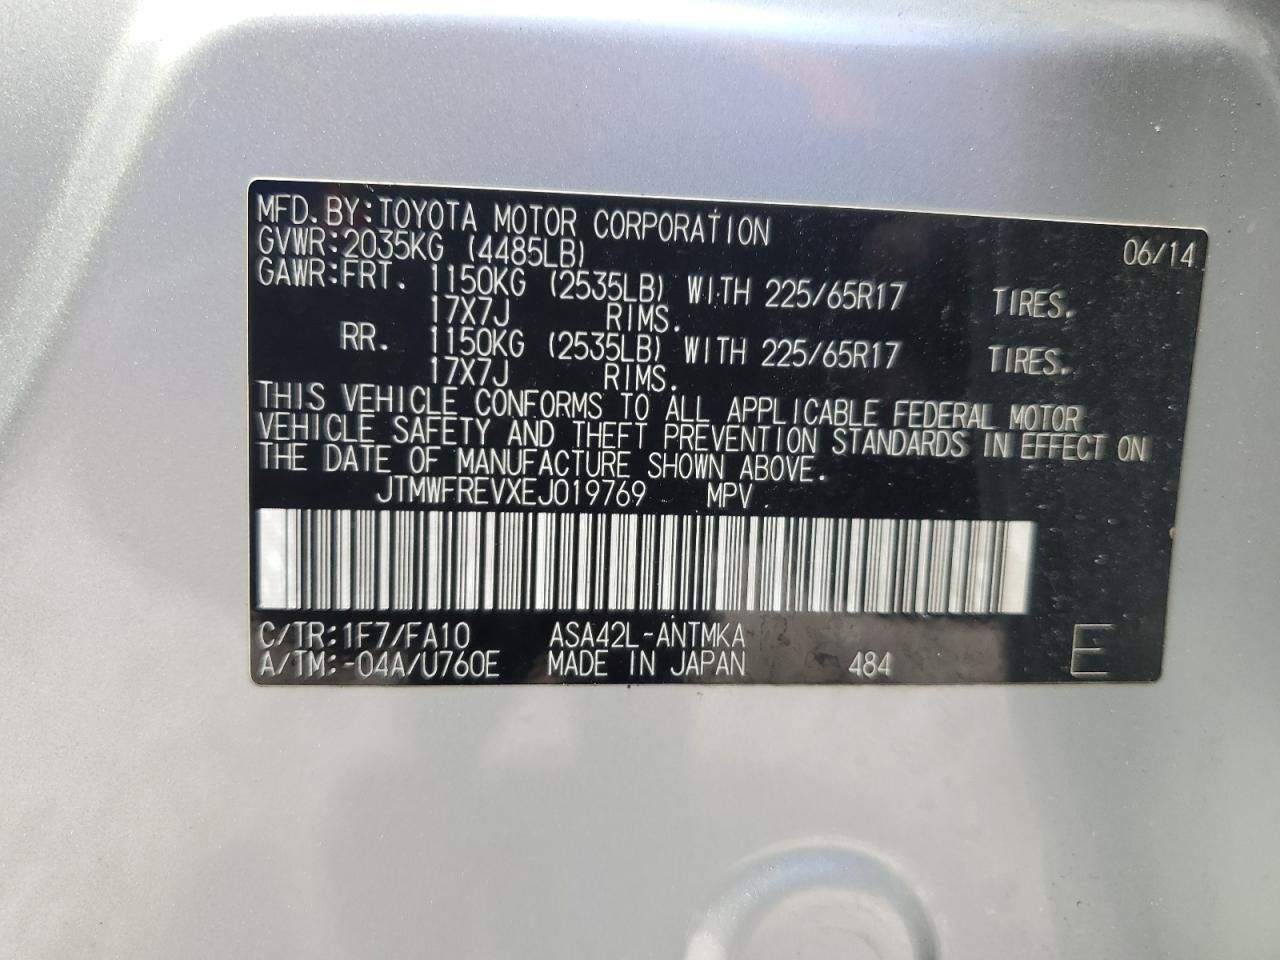 MFD. BY:TOYOTA MOTOR CORPORATION 06/14
GVWR:2035KG (4485LB)
GAWR:FRT. 1150KG (2535LB) WITH 225/65R17 TIRES.
17X7J RIMS.
RR. 1150KG (2535LB) WITH 225/65R17 TIRES.
17X7J RIMS.
THIS VEHICLE CONFORMS TO ALL APPLICABLE FEDERAL MOTOR
VEHICLE SAFETY AND THEFT PREVENTION STANDARDS IN EFFECT ON
THE DATE OF MANUFACTURE SHOWN ABOVE.
JTMWFREVXEJ019769 MPV
C/TR:1F7/FA10 ASA42L-ANTMKA
A/TM:-04A/U760E MADE IN JAPAN 484 E